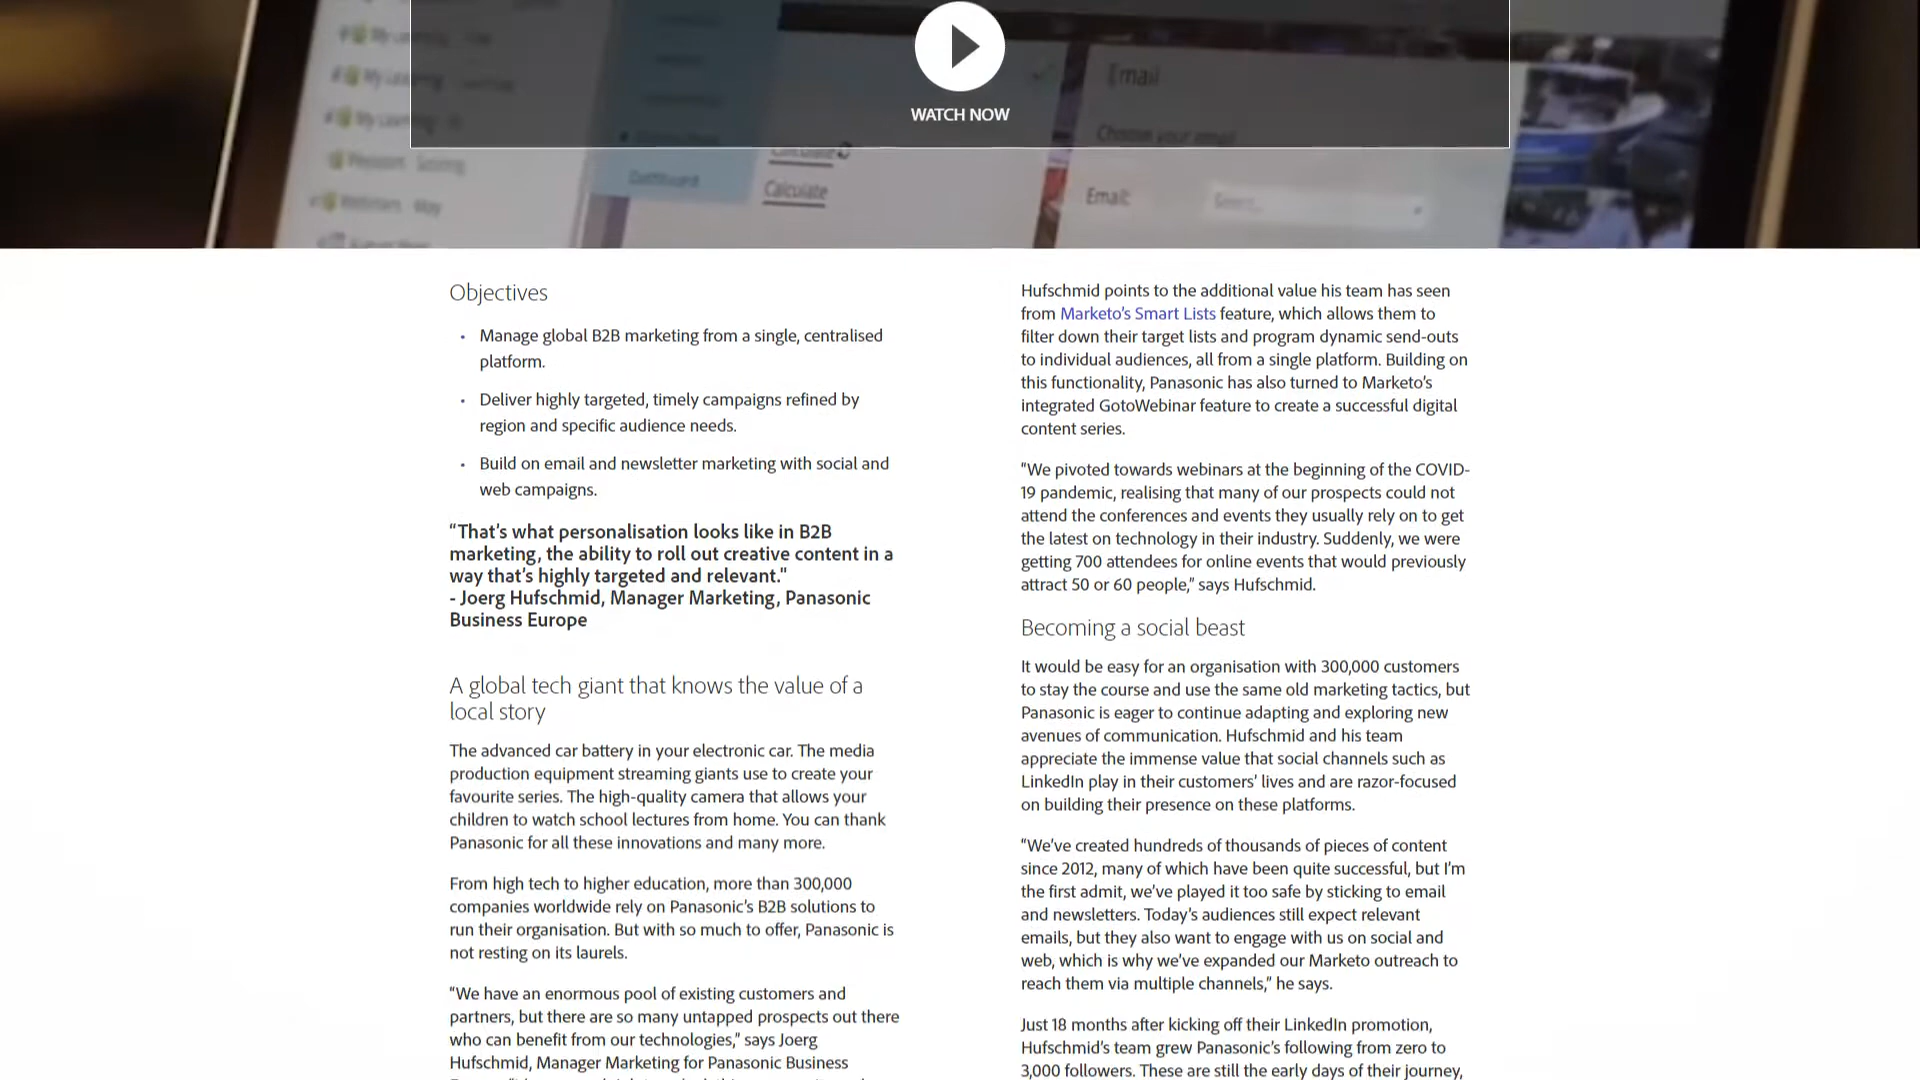 WATCH NOW
Email
Choose your email
Calculate
Dashboard
Calculate
Email:
Select...
Objectives
• Manage global B2B marketing from a single, centralised
platform.
• Deliver highly targeted, timely campaigns refined by
region and specific audience needs.
• Build on email and newsletter marketing with social and
web campaigns.
“That’s what personalisation looks like in B2B
marketing, the ability to roll out creative content in a
way that’s highly targeted and relevant."
- Joerg Hufschmid, Manager Marketing, Panasonic
Business Europe
A global tech giant that knows the value of a
local story
The advanced car battery in your electronic car. The media
production equipment streaming giants use to create your
favourite series. The high-quality camera that allows your
children to watch school lectures from home. You can thank
Panasonic for all these innovations and many more.
From high tech to higher education, more than 300,000
companies worldwide rely on Panasonic’s B2B solutions to
run their organisation. But with so much to offer, Panasonic is
not resting on its laurels.
“We have an enormous pool of existing customers and
partners, but there are so many untapped prospects out there
who can benefit from our technologies,” says Joerg
Hufschmid, Manager Marketing for Panasonic Business
Hufschmid points to the additional value his team has seen
from Marketo’s Smart Lists feature, which allows them to
filter down their target lists and program dynamic send-outs
to individual audiences, all from a single platform. Building on
this functionality, Panasonic has also turned to Marketo’s
integrated GotoWebinar feature to create a successful digital
content series.
“We pivoted towards webinars at the beginning of the COVID-
19 pandemic, realising that many of our prospects could not
attend the conferences and events they usually rely on to get
the latest on technology in their industry. Suddenly, we were
getting 700 attendees for online events that would previously
attract 50 or 60 people,” says Hufschmid.
Becoming a social beast
It would be easy for an organisation with 300,000 customers
to stay the course and use the same old marketing tactics, but
Panasonic is eager to continue adapting and exploring new
avenues of communication. Hufschmid and his team
appreciate the immense value that social channels such as
LinkedIn play in their customers’ lives and are razor-focused
on building their presence on these platforms.
“We’ve created hundreds of thousands of pieces of content
since 2012, many of which have been quite successful, but I’m
the first admit, we’ve played it too safe by sticking to email
and newsletters. Today’s audiences still expect relevant
emails, but they also want to engage with us on social and
web, which is why we’ve expanded our Marketo outreach to
reach them via multiple channels,” he says.
Just 18 months after kicking off their LinkedIn promotion,
Hufschmid’s team grew Panasonic’s following from zero to
3,000 followers. These are still the early days of their journey,